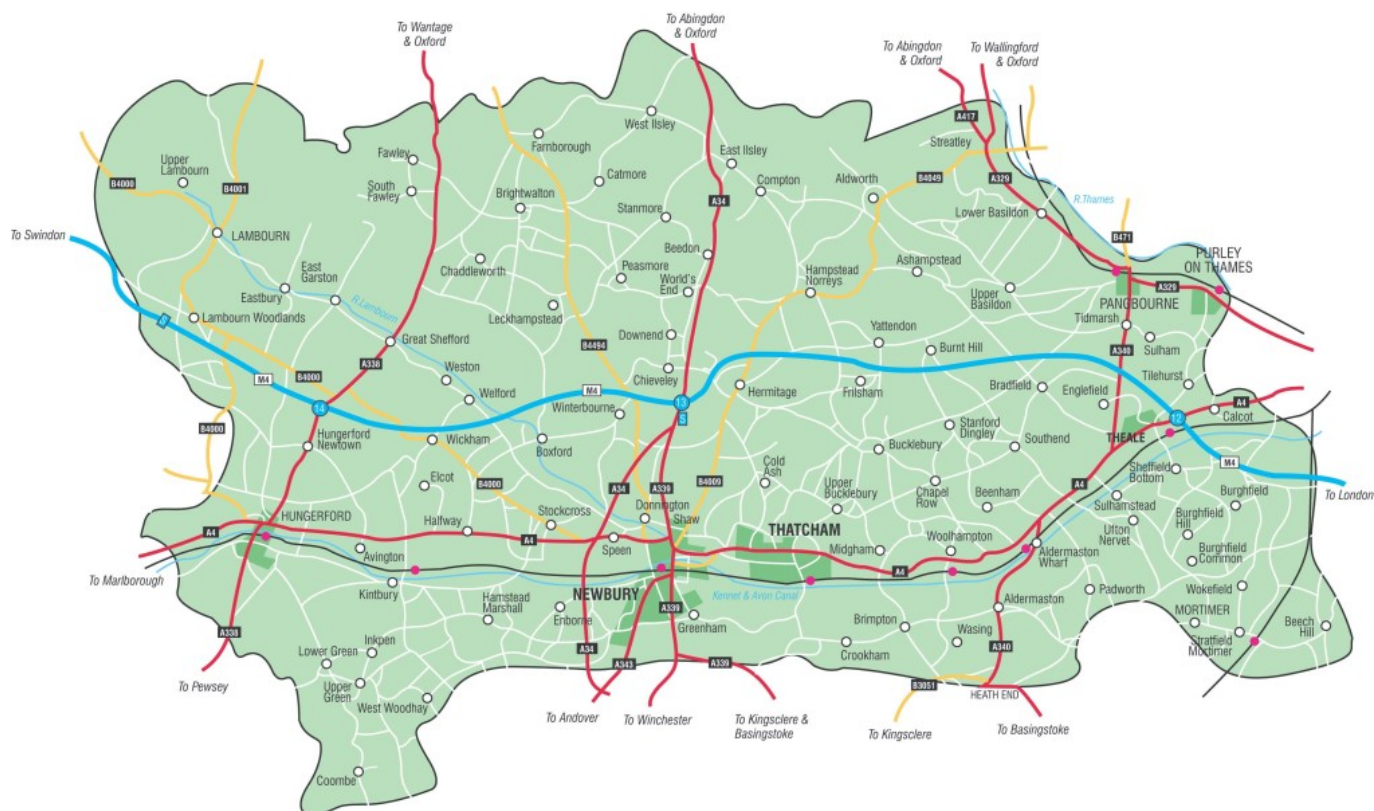 To Wantage
& Oxford
To Abingdon
& Oxford
To Abingdon
& Oxford
To Wallingford
& Oxford
A417
West Ilsley
Farnborough
Streatley
Fawley
Upper
Lambourn
East Ilsley
B4000
B4001
South
Fawley
Catmore
Compton
Aldworth
B4049
A329
Brightwalton
A34
R.Thames
Stanmore
Lower Basildon
To Swindon
LAMBOURN
B471
Beedon
PURLEY
ON THAMES
East
Garston
Chaddleworth
Peasmore
World's
End
Hampstead
Norreys
Ashampstead
Eastbury
R.Lambourn
Upper
Basildon
A329
PANGBOURNE
Leckhampstead
Lambourn Woodlands
S
Tidmarsh
Great Shefford
Downend
Yattendon
B4494
Burnt Hill
A340
Sulham
A338
Weston
Chieveley
B4000
M4
Welford
M4
Hermitage
Frilsham
Bradfield
Englefield
Tilehurst
14
13
S
Winterbourne
A4
12
Calcot
B4000
Hungerford
Newtown
Wickham
Boxford
Stanford
Dingley
Bucklebury
Southend
THEALE
Elcot
Cold
Ash
M4
B4000
A34
A339
B4009
Upper
Bucklebury
Chapel
Row
Beenham
A4
Sheffield
Bottom
To London
Sulhamstead
Burghfield
HUNGERFORD
Halfway
Stockcross
Donnington
Shaw
Burghfield
Hill
Ufton
Nervet
A4
A4
Speen
THATCHAM
Midgham
Woolhampton
Aldermaston
Wharf
Burghfield
Common
Avington
To Marlborough
A4
Kintbury
NEWBURY
Kennet & Avon Canal
Padworth
Wokefield
Hamstead
Marshall
Enborne
A339
Greenham
Aldermaston
MORTIMER
Brimpton
Beech
Hill
A338
Inkpen
Wasing
Stratfield
Mortimer
Lower Green
A34
A343
A339
Crookham
A340
To Pewsey
Upper
Green
B3051
HEATH END
West Woodhay
To Andover
To Winchester
To Kingsclere &
Basingstoke
To Kingsclere
To Basingstoke
Coombe